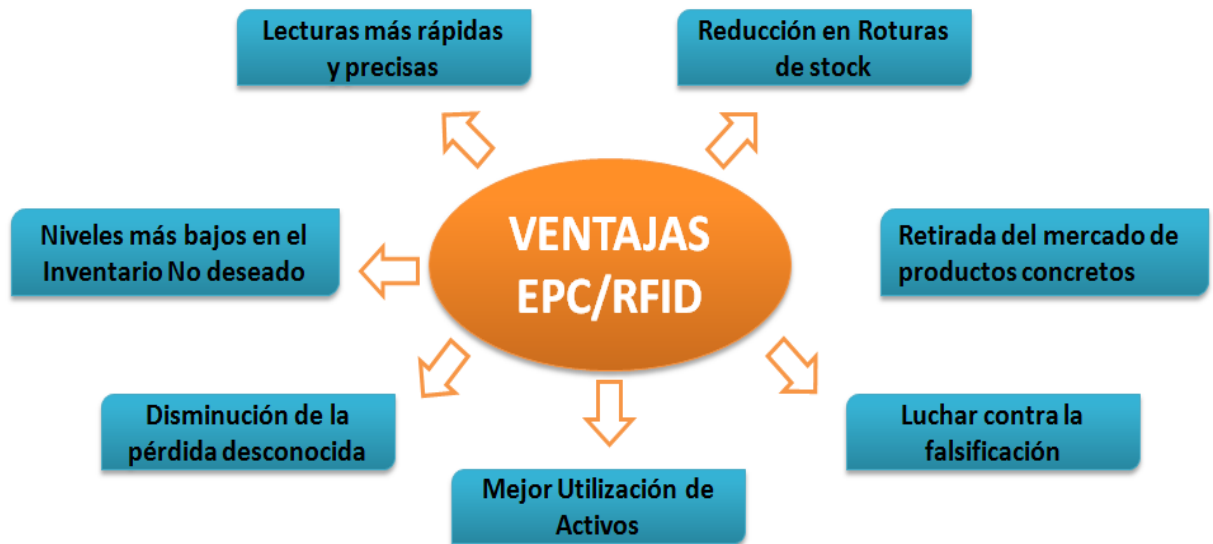 Lecturas más rápidas
y precisas
Reducción en Roturas
de stock
VENTAJAS
EPC/RFID
Niveles más bajos en el
Inventario No deseado
Retirada del mercado de
productos concretos
Disminución de la
pérdida desconocida
Luchar contra la
falsificación
Mejor Utilización de
Activos